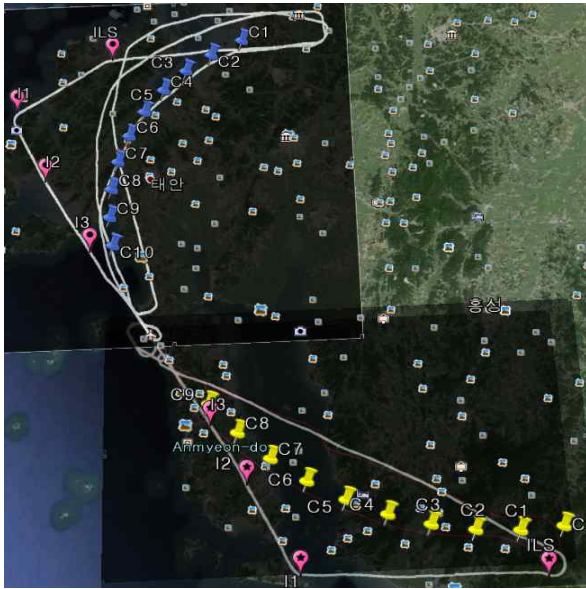 ILS
C1
C2
C3
C4
I1
C5
C6
I2
C7
C8
태안
C9
I3
C10
홍성
C9
I3
C8
Anmyeon-do
C7
I2
C6
C5
C4
C3
C2
C1
C
ILS
I1